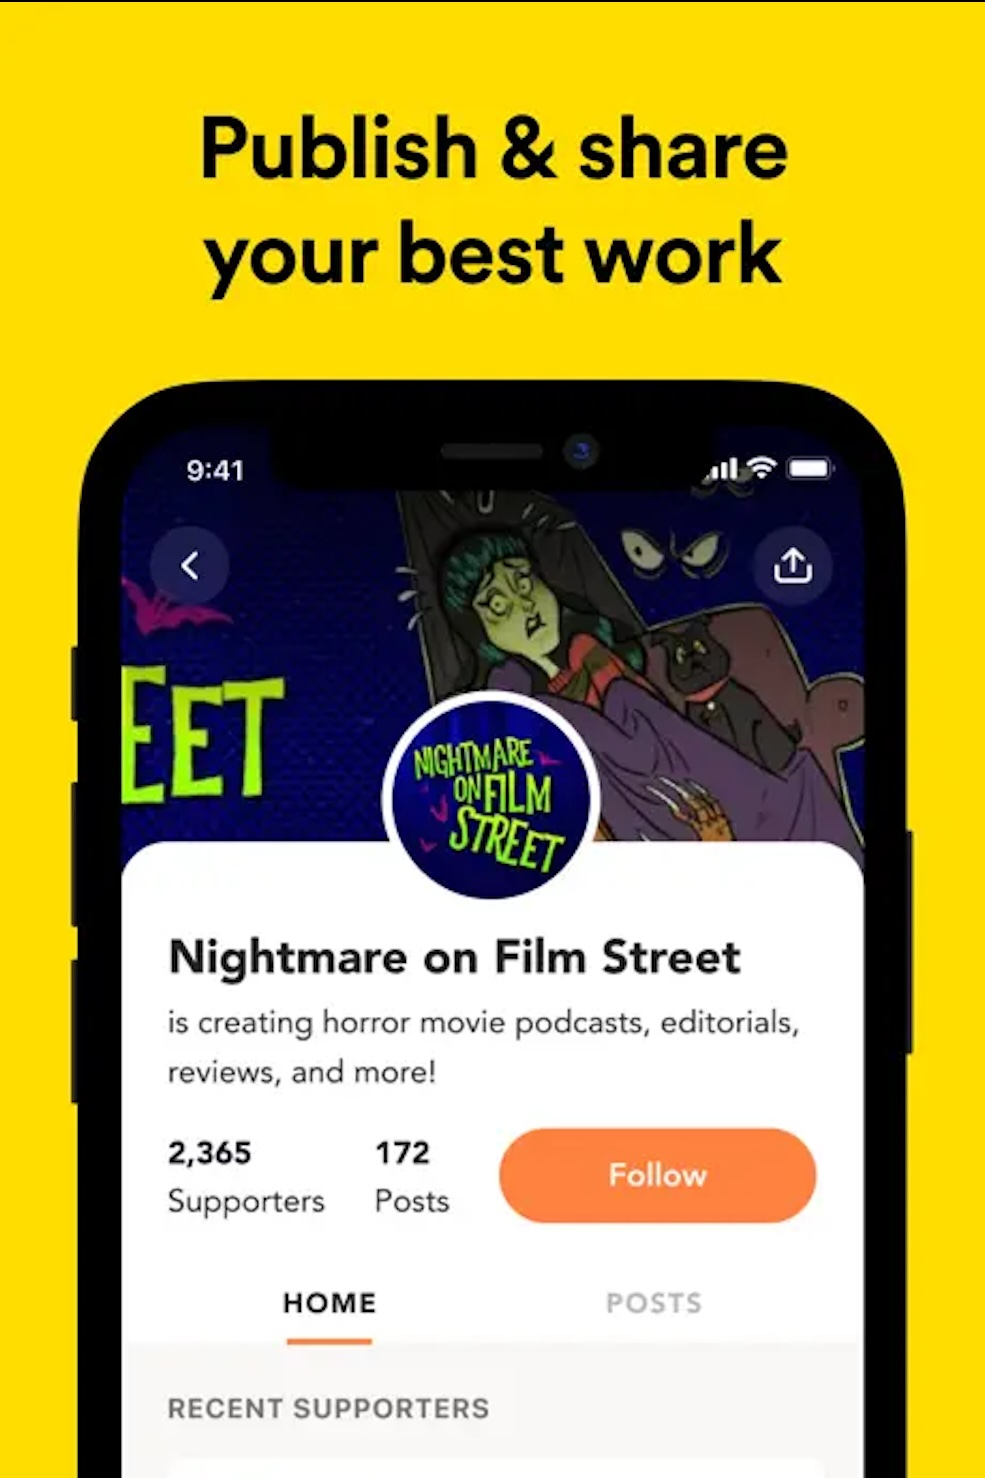 Publish & share
your best work
9:41
EET
NIGHTMARE
ON FILM
STREET
Nightmare on Film Street
is creating horror movie podcasts, editorials,
reviews, and more!
2,365
Supporters
172
Posts
Follow
HOME
POSTS
RECENT SUPPORTERS